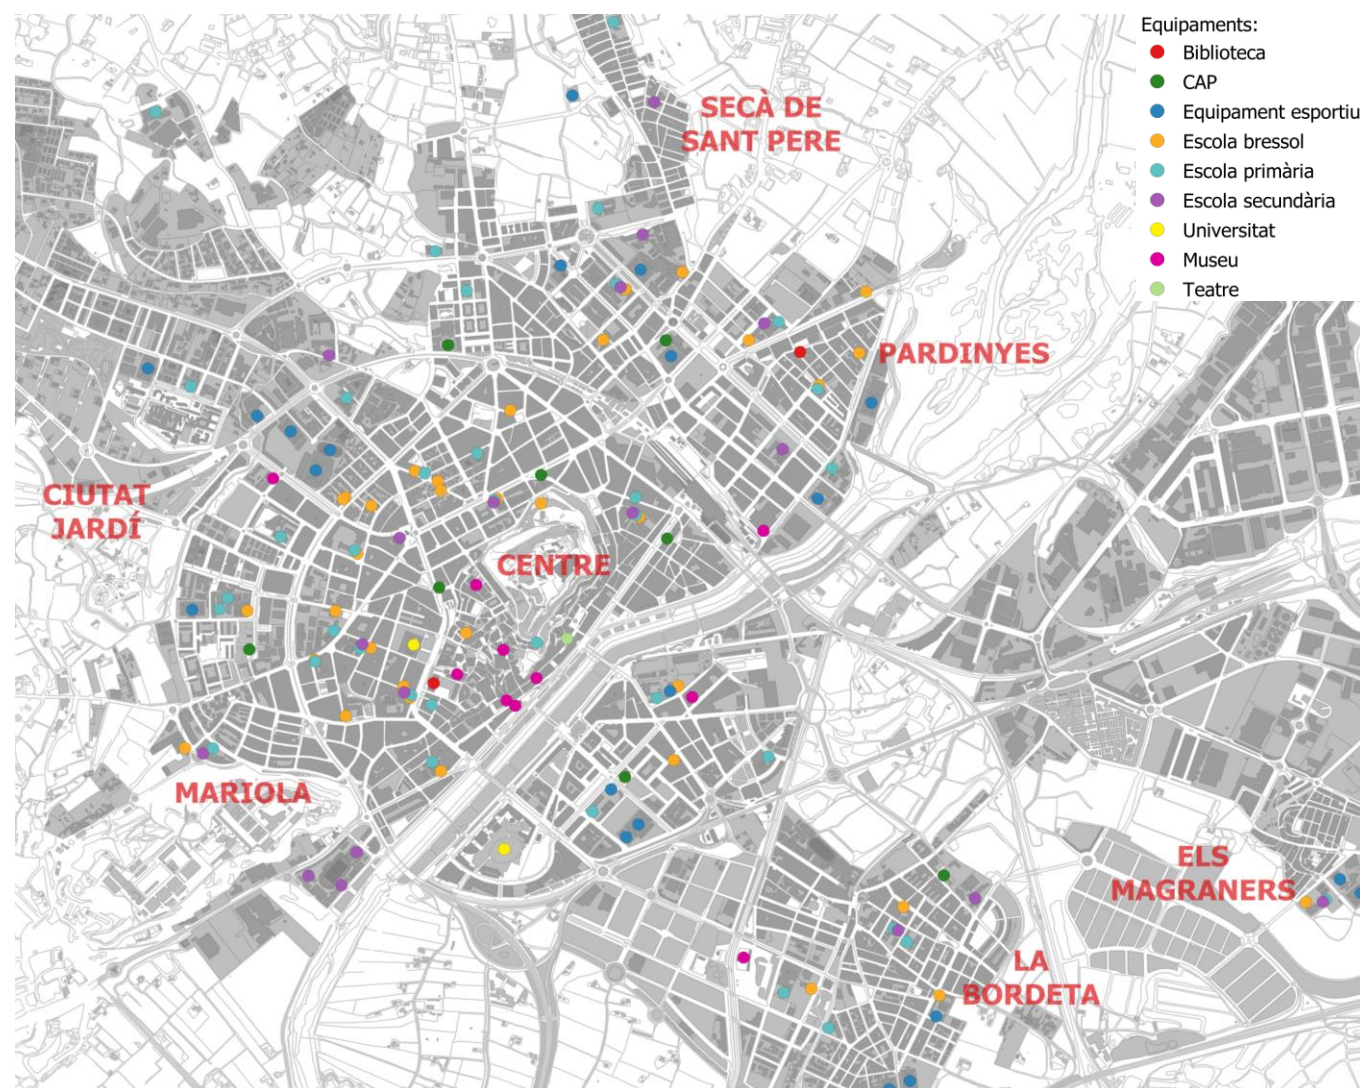 Equipaments:
Biblioteca
CAP
Equipament esportiu
Escola bressol
Escola primària
Escola secundària
Universitat
Museu
Teatre
SECÀ DE
SANT PERE
PARDINYES
CIUTAT
JARDÍ
CENTRE
MARIOLA
ELS
MAGRANERS
LA
BORDETA